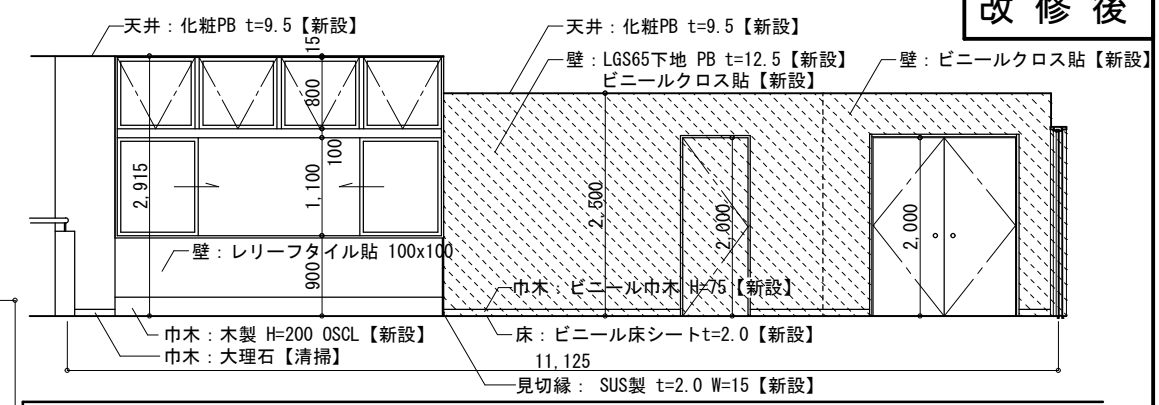 改修後
天井：化粧PB t=9.5【新設】
天井：化粧PB t=9.5【新設】
壁：LGS65下地 PB t=12.5【新設】
ビニールクロス貼【新設】
壁：ビニールクロス貼【新設】
15
800
100
1,100
2,915
900
2,500
2,000
2,000
壁：レリーフタイル貼 100x100
巾木：ビニール巾木 H=75【新設】
巾木：木製 H=200 OSCL【新設】
床：ビニール床シートt=2.0【新設】
巾木：大理石【清掃】
11,125
見切縁： SUS製 t=2.0 W=15【新設】